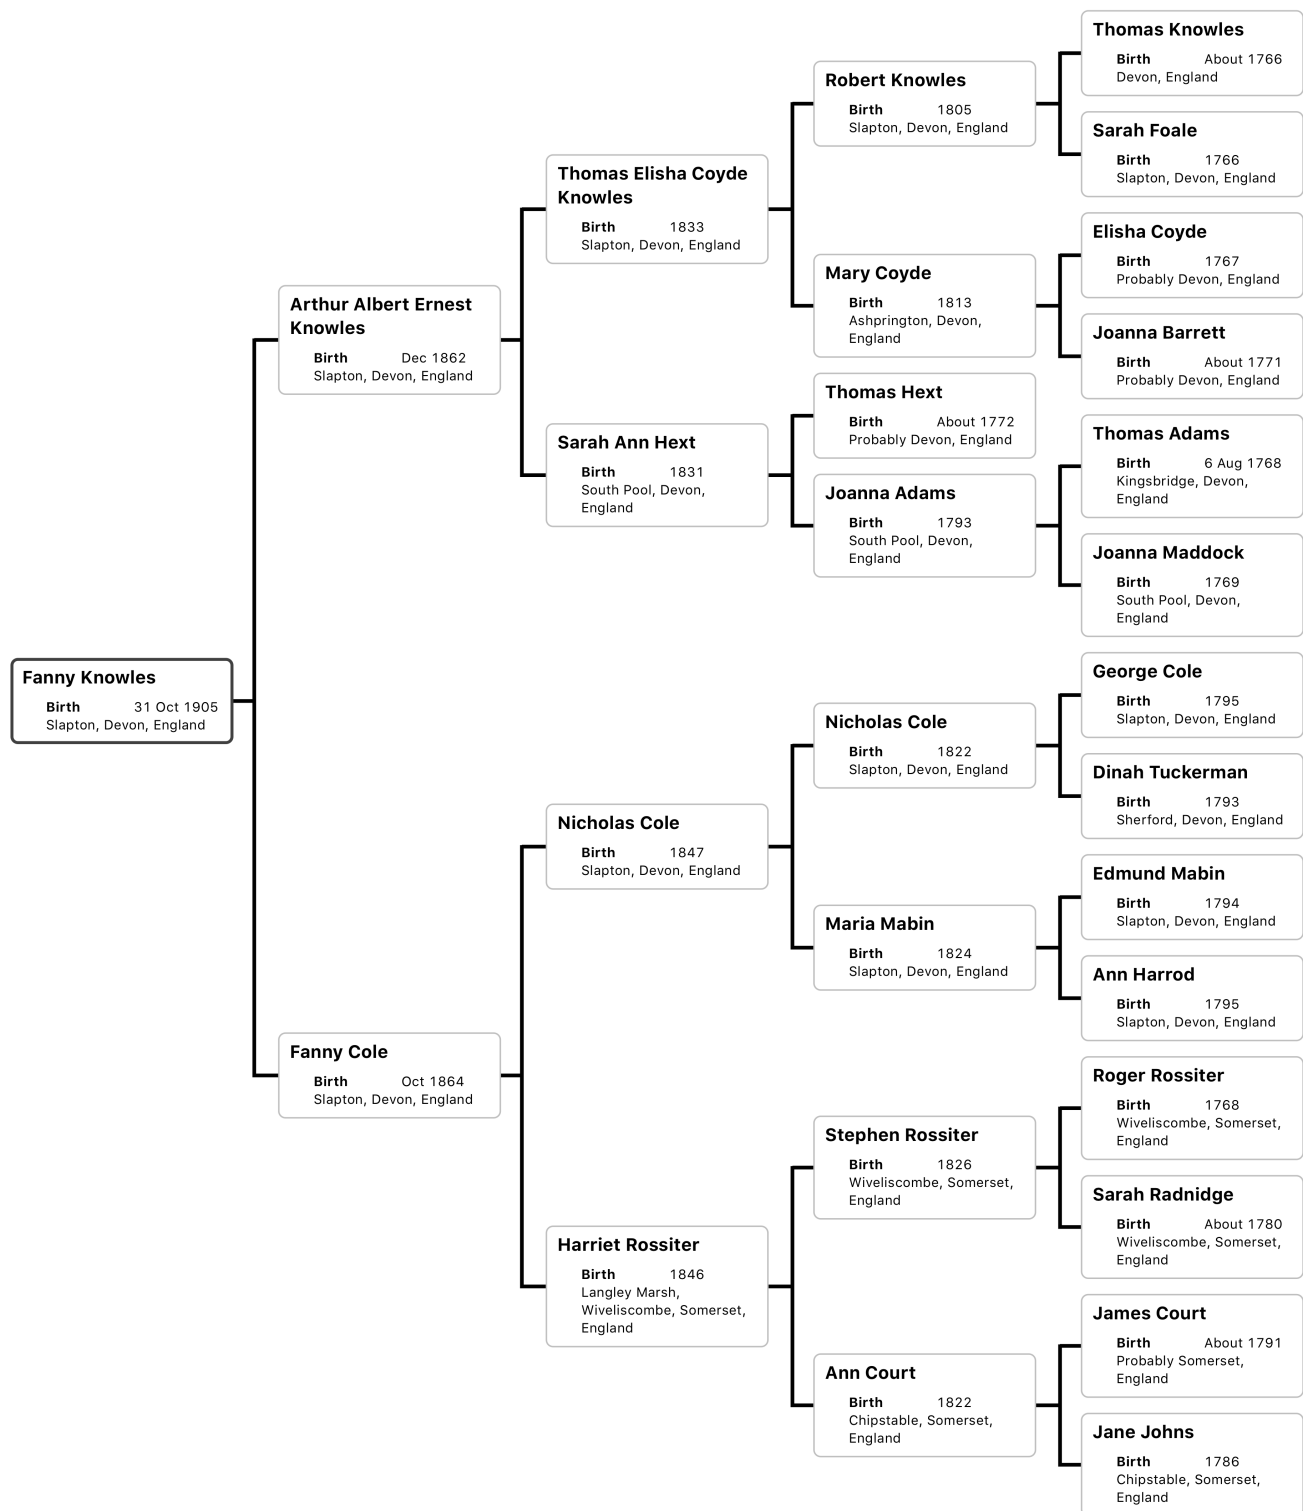 Fanny Knowles
Birth 31 Oct 1905
Slapton, Devon, England
Arthur Albert Ernest
Knowles
Birth Dec 1862
Slapton, Devon, England
Fanny Cole
Birth Oct 1864
Slapton, Devon, England
Thomas Elisha Coyde
Knowles
Birth 1833
Slapton, Devon, England
Sarah Ann Hext
Birth 1831
South Pool, Devon,
England
Nicholas Cole
Birth 1847
Slapton, Devon, England
Harriet Rossiter
Birth 1846
Langley Marsh,
Wiveliscombe, Somerset,
England
Robert Knowles
Birth 1805
Slapton, Devon, England
Mary Coyde
Birth 1813
Ashprington, Devon,
England
Thomas Hext
Birth About 1772
Probably Devon, England
Joanna Adams
Birth 1793
South Pool, Devon,
England
Nicholas Cole
Birth 1822
Slapton, Devon, England
Maria Mabin
Birth 1824
Slapton, Devon, England
Stephen Rossiter
Birth 1826
Wiveliscombe, Somerset,
England
Ann Court
Birth 1822
Chipstable, Somerset,
England
Thomas Knowles
Birth About 1766
Devon, England
Sarah Foale
Birth 1766
Slapton, Devon, England
Elisha Coyde
Birth 1767
Probably Devon, England
Joanna Barrett
Birth About 1771
Probably Devon, England
Thomas Adams
Birth 6 Aug 1768
Kingsbridge, Devon,
England
Joanna Maddock
Birth 1769
South Pool, Devon,
England
George Cole
Birth 1795
Slapton, Devon, England
Dinah Tuckerman
Birth 1793
Sherford, Devon, England
Edmund Mabin
Birth 1794
Slapton, Devon, England
Ann Harrod
Birth 1795
Slapton, Devon, England
Roger Rossiter
Birth 1768
Wiveliscombe, Somerset,
England
Sarah Radnidge
Birth About 1780
Wiveliscombe, Somerset,
England
James Court
Birth About 1791
Probably Somerset,
England
Jane Johns
Birth 1786
Chipstable, Somerset,
England